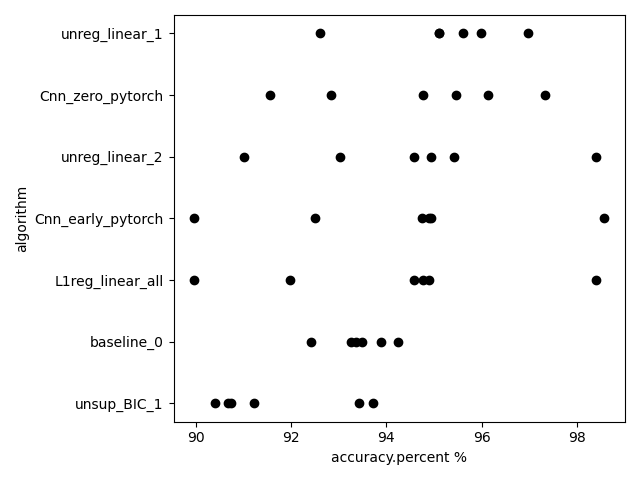 unreg_linear_1
Cnn_zero_pytorch
unreg_linear_2
Cnn_early_pytorch
L1reg_linear_all
baseline_0
unsup_BIC_1
algorithm
90 92 94 96 98
accuracy.percent %